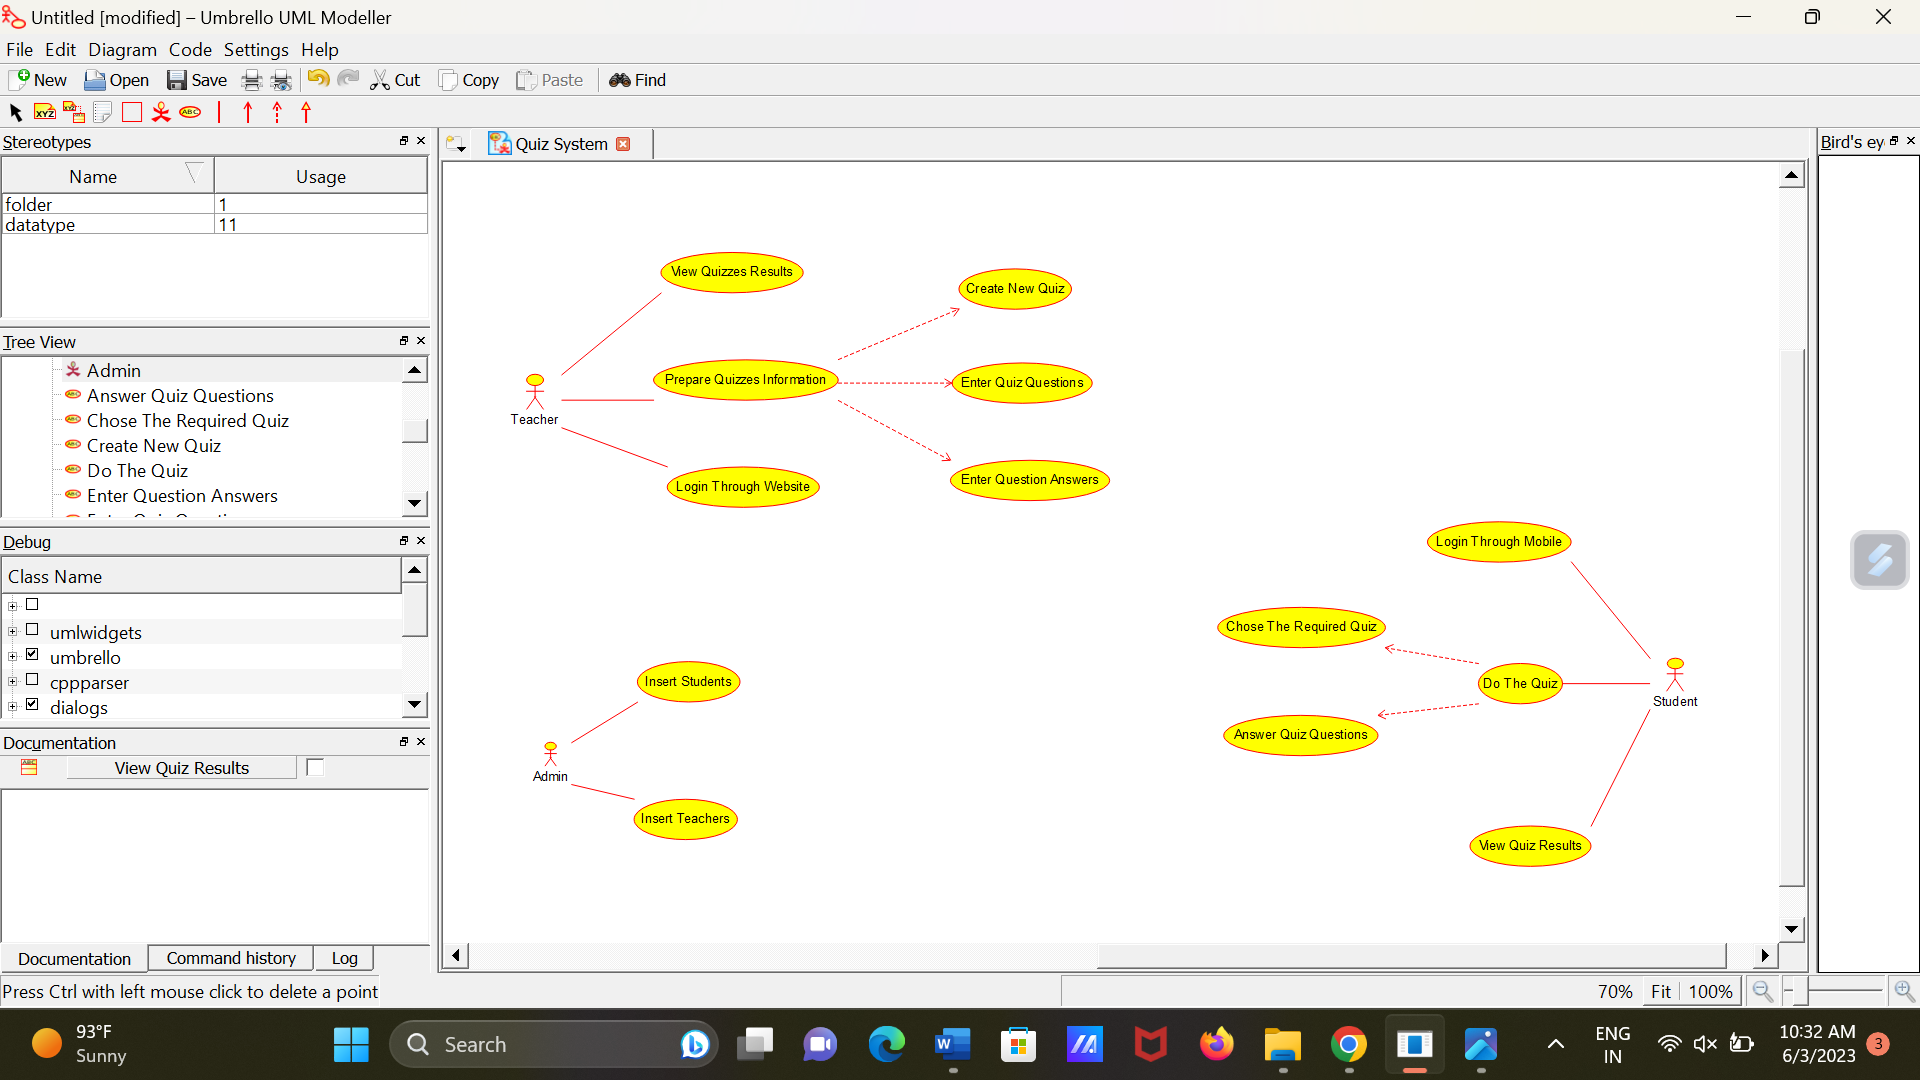 Untitled [modified] – Umbrello UML Modeller
File Edit Diagram Code Settings Help
New Open Save Cut Copy Paste Find
XYZ XYZ ABC
Stereotypes
Name Usage
folder 1
datatype 11
Tree View
Admin
Answer Quiz Questions
Chose The Required Quiz
Create New Quiz
Do The Quiz
Enter Question Answers
Debug
Class Name
umlwidgets
umbrello
cppparser
dialogs
Documentation
View Quiz Results
Documentation Command history Log
Press Ctrl with left mouse click to delete a point
Quiz System
View Quizzes Results
Create New Quiz
Prepare Quizzes Information
Enter Quiz Questions
Teacher
Login Through Website
Enter Question Answers
Login Through Mobile
Chose The Required Quiz
Insert Students
Do The Quiz
Student
Answer Quiz Questions
Admin
Insert Teachers
View Quiz Results
Bird's ey
70% Fit 100%
93°F
Sunny
Search
ENG
IN
10:32 AM
6/3/2023
3